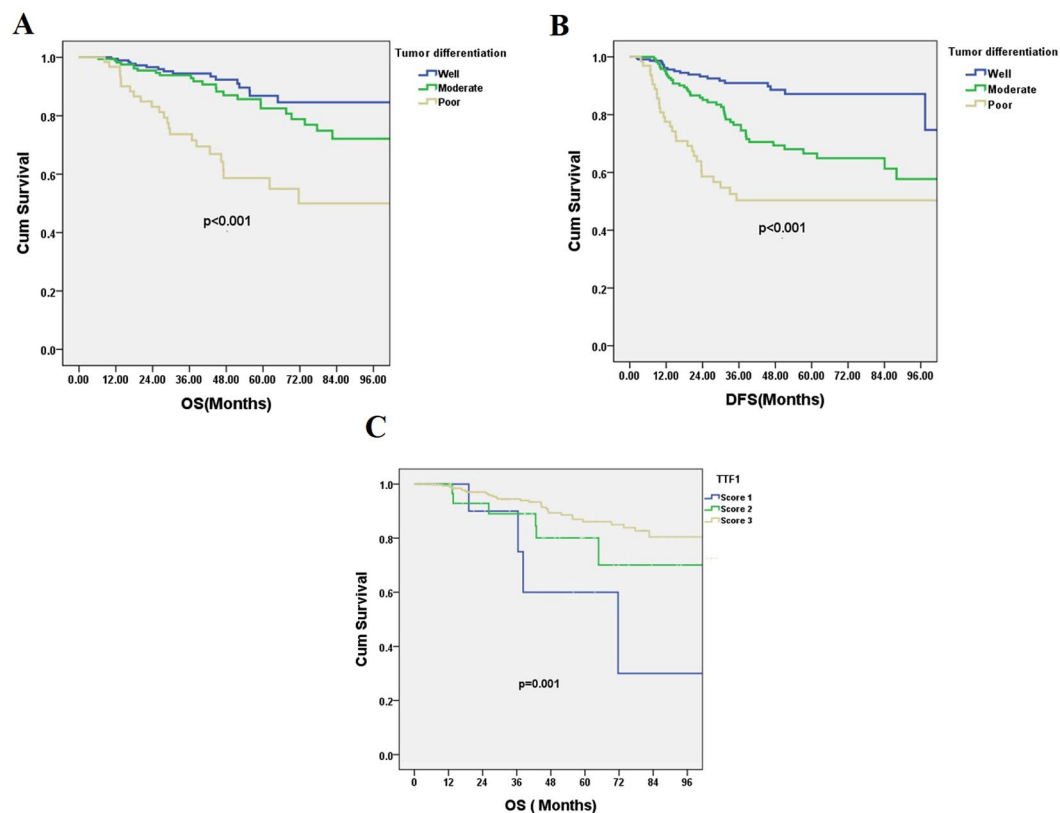 A
Tumor differentiation
Well
Moderate
Poor
Cum Survival
1.0
0.8
0.6
0.4
0.2
0.0
p<0.001
0.00 12.00 24.00 36.00 48.00 60.00 72.00 84.00 96.00
OS(Months)
B
Tumor differentiation
Well
Moderate
Poor
Cum Survival
1.0
0.8
0.6
0.4
0.2
0.0
p<0.001
0.00 12.00 24.00 36.00 48.00 60.00 72.00 84.00 96.00
DFS(Months)
C
TTF1
Score 1
Score 2
Score 3
Cum Survival
1.0
0.8
0.6
0.4
0.2
0.0
p=0.001
0 12 24 36 48 60 72 84 96
OS ( Months)